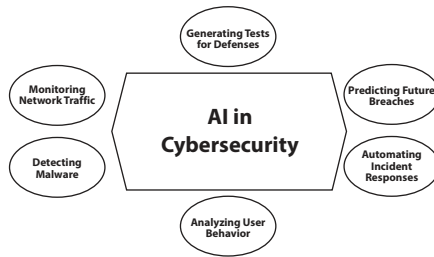 Generating Tests
for Defenses
Monitoring
Network Traffic
Predicting Future
Breaches
AI in
Cybersecurity
Detecting
Malware
Automating
Incident
Responses
Analyzing User
Behavior